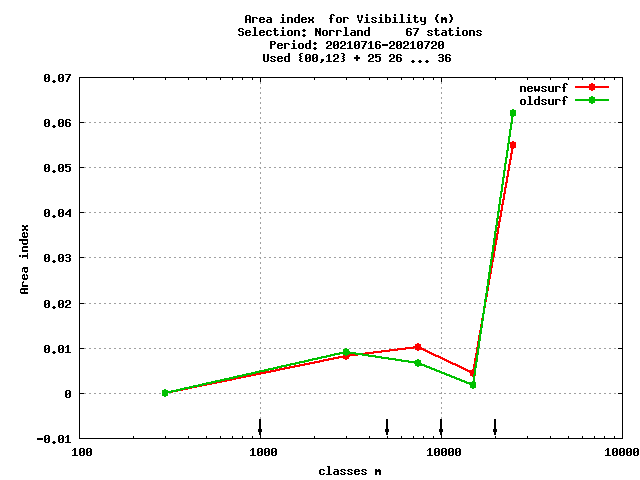 Area index  for Visibility (m)
Selection: Norrland     67 stations
Period: 20210716-20210720
Used {00,12} + 25 26 ... 36
newsurf
oldsurf
0.07
0.06
0.05
0.04
0.03
0.02
0.01
0
-0.01
Area index
100
1000
10000
10000
classes m